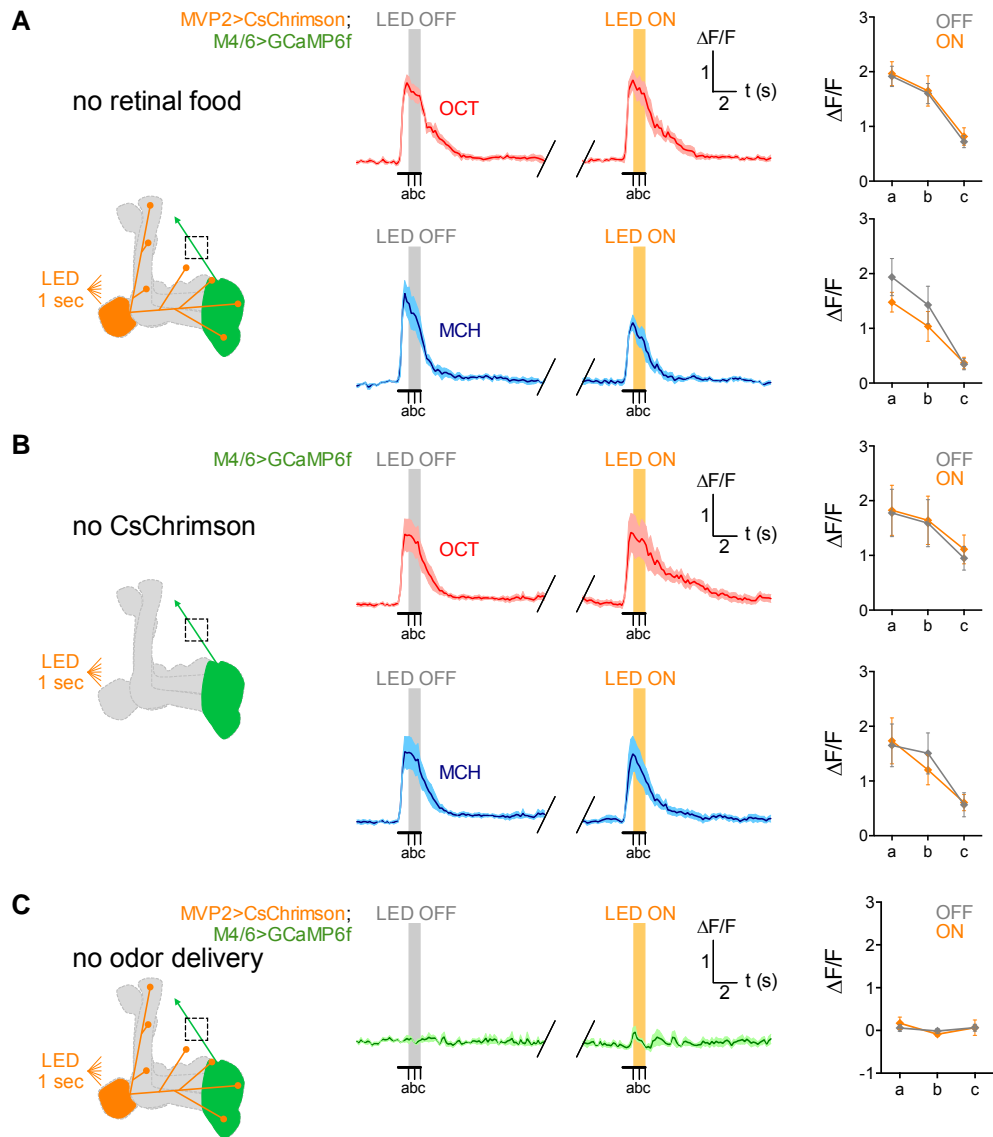 A
MVP2>CsChrimson;
M4/6>GCaMP6f
no retinal food
LED
1 sec
LED OFF
LED ON
OCT
ΔF/F
1
2
t (s)
abc
abc
LED OFF
LED ON
MCH
abc
abc
OFF
ON
ΔF/F
3
2
1
0
a b c
ΔF/F
3
2
1
0
a b c
B
M4/6>GCaMP6f
no CsChrimson
LED
1 sec
LED OFF
LED ON
OCT
ΔF/F
1
2
t (s)
abc
abc
LED OFF
LED ON
MCH
abc
abc
OFF
ON
ΔF/F
3
2
1
0
a b c
ΔF/F
3
2
1
0
a b c
C
MVP2>CsChrimson;
M4/6>GCaMP6f
no odor delivery
LED
1 sec
LED OFF
LED ON
ΔF/F
1
2
t (s)
abc
abc
OFF
ON
ΔF/F
3
2
1
0
-1
a b c